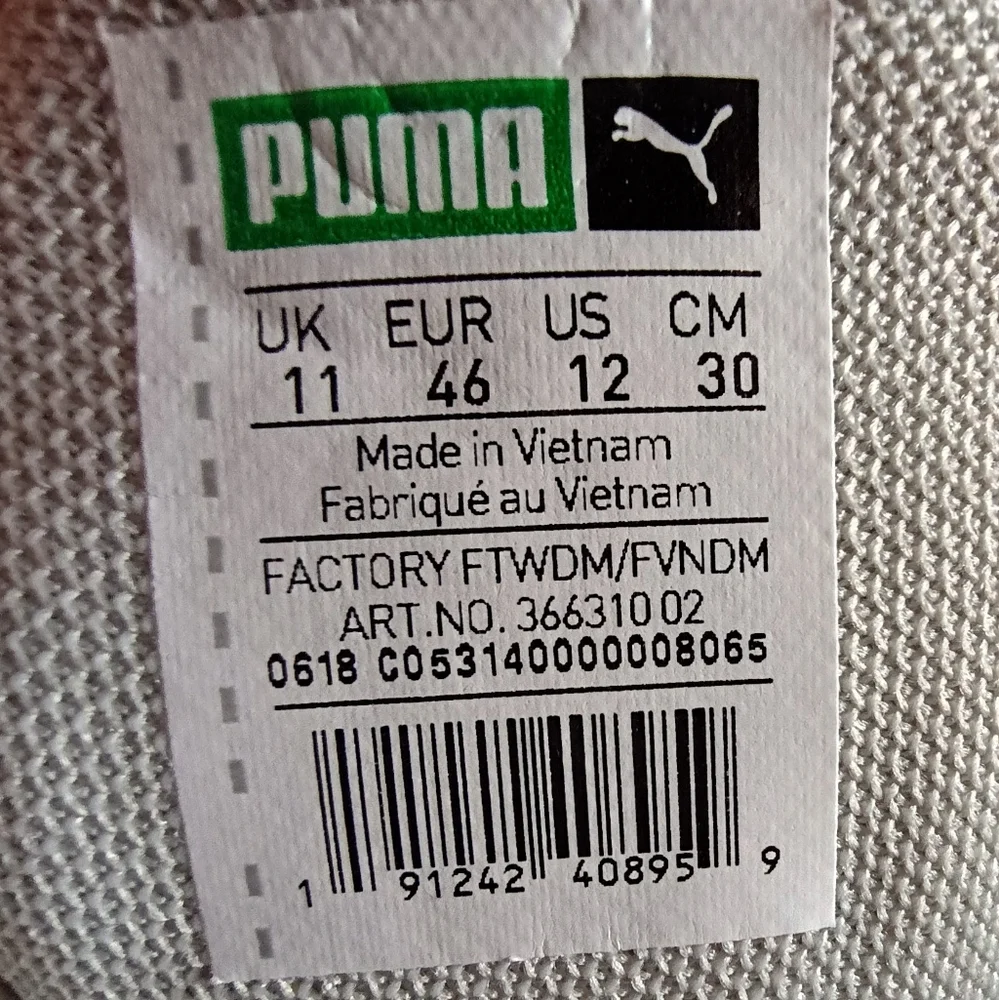 PUMA
UK EUR US CM
11 46 12 30
Made in Vietnam
Fabriqué au Vietnam
FACTORY FTWDM/FVNDM
ART.NO. 366310 02
0618 C053140000008065
1 91242 40895 9